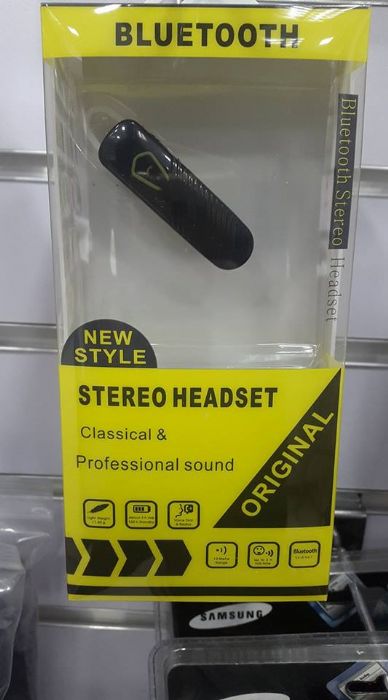 BLUETOOTH
Bluetooth Stereo Headset
NEW
STYLE
STEREO HEADSET
Classical &
Professional sound
ORIGINAL
Bluetooth
SAMSUNG